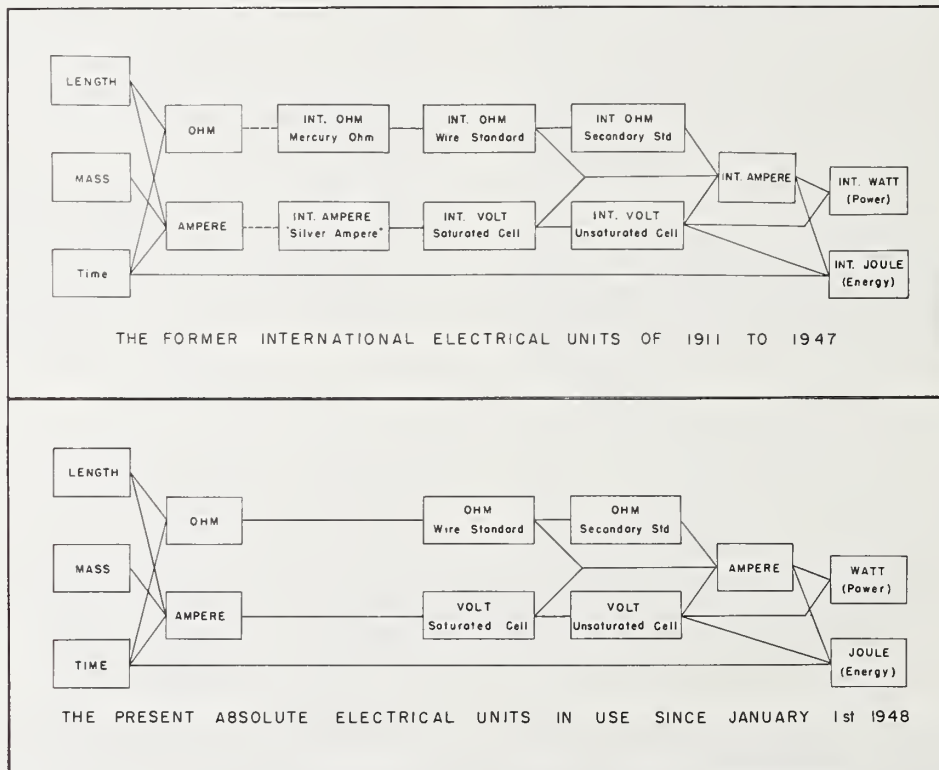 LENGTH
MASS
Time
OHM
AMPERE
INT. OHM
Mercury Ohm
INT. AMPERE
"Silver Ampere"
INT. OHM
Wire Standard
INT. VOLT
Saturated Cell
INT OHM
Secondary Std
INT. VOLT
Unsaturated Cell
INT. AMPERE
INT. WATT
(Power)
INT. JOULE
(Energy)
THE FORMER INTERNATIONAL ELECTRICAL UNITS OF 1911 TO 1947
LENGTH
MASS
TIME
OHM
AMPERE
OHM
Wire Standard
VOLT
Saturated Cell
OHM
Secondary Std
VOLT
Unsaturated Cell
AMPERE
WATT
(Power)
JOULE
(Energy)
THE PRESENT ABSOLUTE ELECTRICAL UNITS IN USE SINCE JANUARY 1st 1948